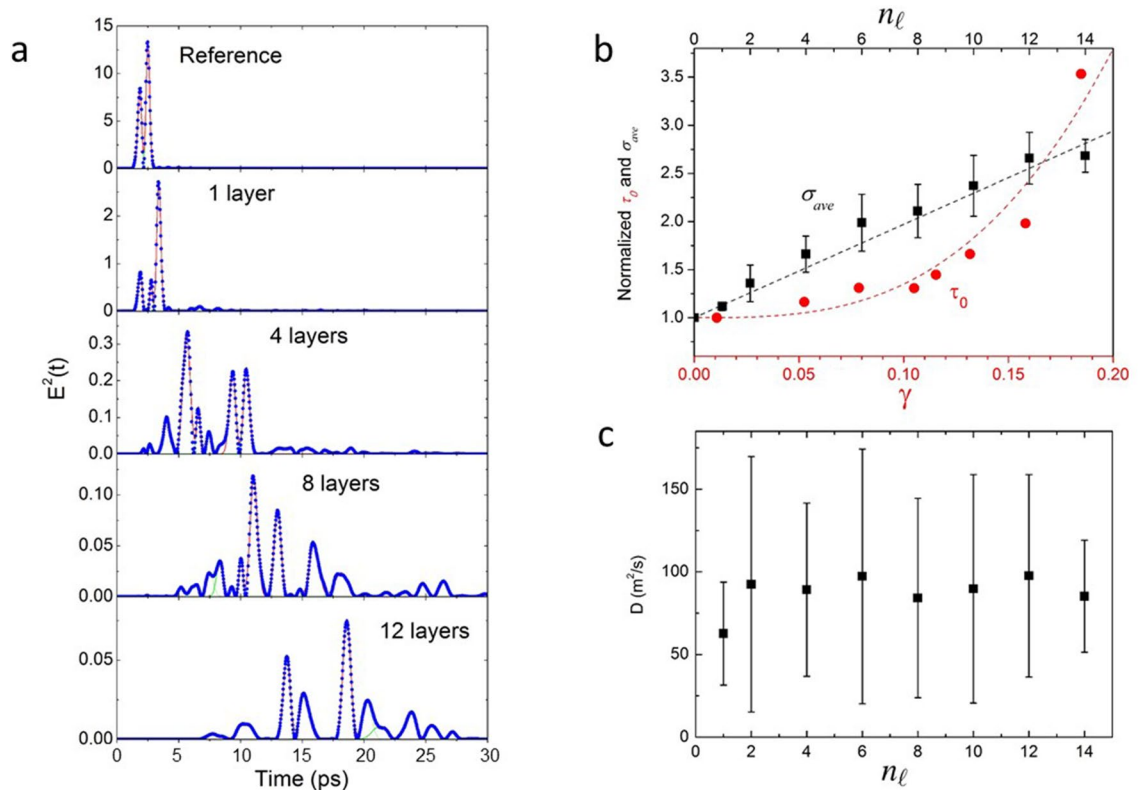 a
Reference
15
10
5
0
1 layer
2
1
0
4 layers
0.3
0.2
0.1
0.0
8 layers
0.10
0.05
0.00
12 layers
0.05
0.00
0 5 10 15 20 25 30
Time (ps)
E²(t)
b
nℓ
0 2 4 6 8 10 12 14
3.5
3.0
2.5
2.0
1.5
1.0
Normalized τ₀ and σₐᵥₑ
σₐᵥₑ
τ₀
0.00 0.05 0.10 0.15 0.20
γ
c
150
100
50
0
D (m²/s)
0 2 4 6 8 10 12 14
nℓ